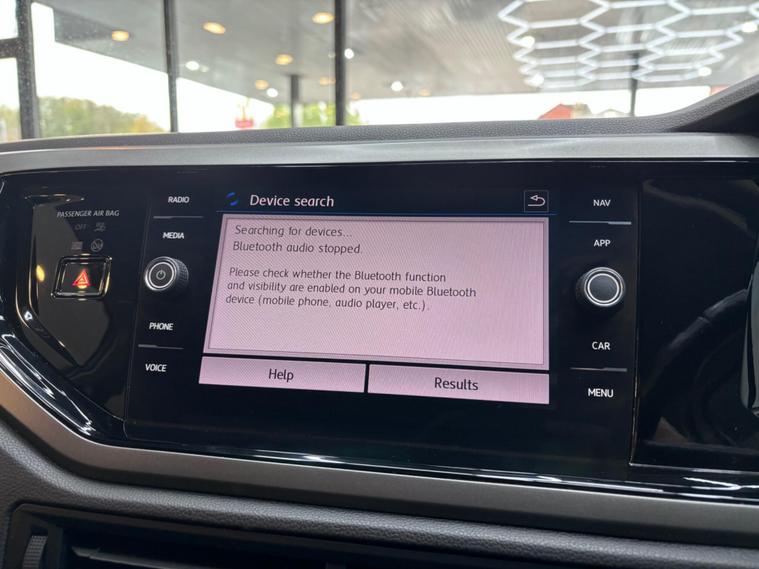 PASSENGER AIR BAG
OFF
RADIO
MEDIA
PHONE
VOICE
Device search
Searching for devices...
Bluetooth audio stopped.
Please check whether the Bluetooth function
and visibility are enabled on your mobile Bluetooth
device (mobile phone, audio player, etc.).
Help
Results
NAV
APP
CAR
MENU